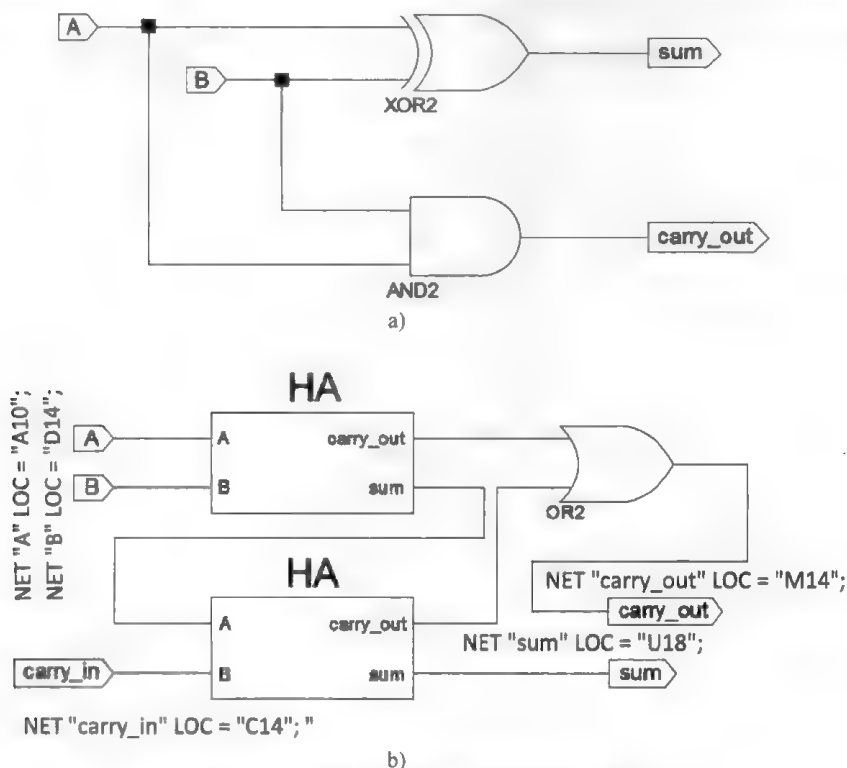 A
B
XOR2
sum
AND2
carry_out
a)
HA
NET "A" LOC = "A10";
NET "B" LOC = "D14";
A
B
A
B
carry_out
sum
OR2
HA
NET "carry_out" LOC = "M14";
carry_out
A
B
carry_out
sum
NET "sum" LOC = "U18";
sum
carry_in
NET "carry_in" LOC = "C14"; "
b)